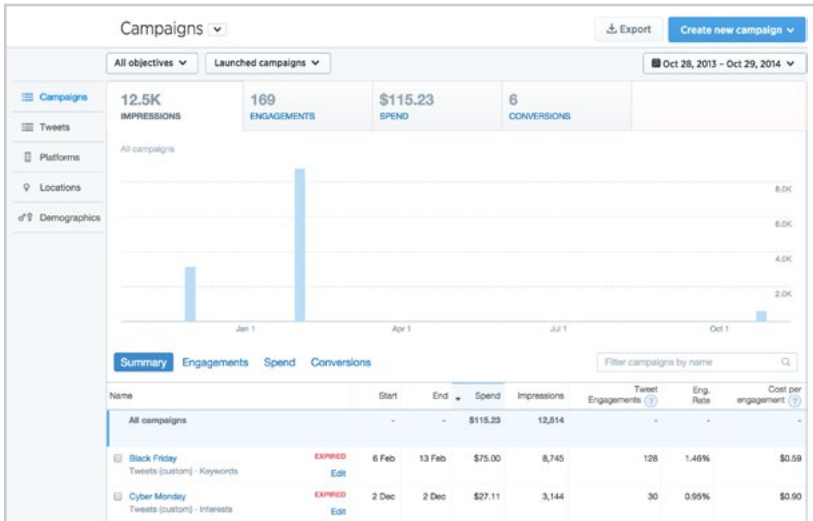 Campaigns
Export
Create new campaign
All objectives
Launched campaigns
Oct 28, 2013 - Oct 29, 2014
Campaigns
Tweets
Platforms
Locations
Demographics
12.5K 169 $115.23 6
IMPRESSIONS ENGAGEMENTS SPEND CONVERSIONS
All campaigns
8.0K
6.0K
4.0K
2.0K
Jan 1 Apr 1 Jul 1 Oct 1
Summary Engagements Spend Conversions
Filter campaigns by name
Name Start End Spend Impressions Tweet Engagements ? Eng. Rate Cost per engagement ?
All campaigns - - $115.23 12,514 - - -
Black Friday EXPIRED 6 Feb 13 Feb $75.00 8,745 128 1.46% $0.59
Tweets (custom) - Keywords Edit
Cyber Monday EXPIRED 2 Dec 2 Dec $27.11 3,144 30 0.95% $0.90
Tweets (custom) - Interests Edit